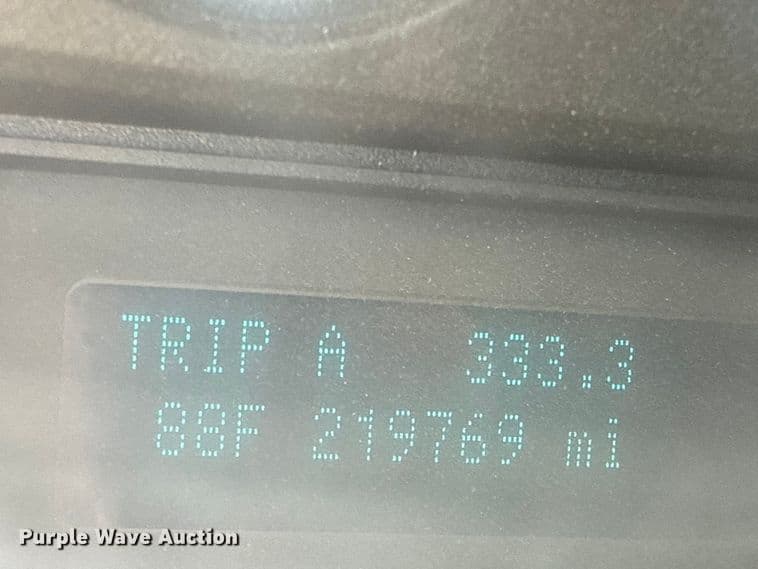 TRIP A 333.3
88F 219769 mi
Purple Wave Auction